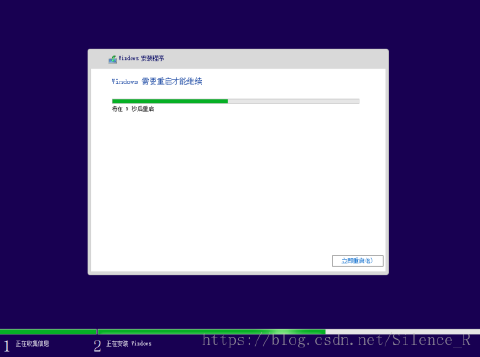 Windows 安装程序
Windows 需要重启才能继续
将在 5 秒后重启
立即重启(R)
1 正在收集信息
2 正在安装 Windows
https://blog.csdn.net/Silence_R